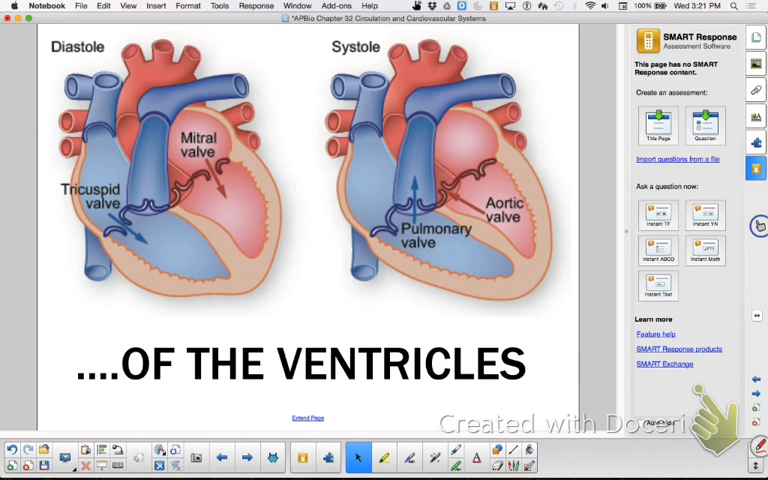 Notebook File Edit View Insert Format Tools Response Window Add-ons Help
100% Wed 3:21 PM
*APBio Chapter 32 Circulation and Cardiovascular Systems
Diastole
Mitral
valve
Tricuspid
valve
Systole
Aortic
valve
Pulmonary
valve
....OF THE VENTRICLES
Extend Page
SMART Response
Assessment Software
This page has no SMART
Response content.
Create an assessment:
Title Page Question
Import questions from a file
Ask a question now:
Instant TF Instant YN
Instant ABCD Instant Math
Instant Text
Learn more
Feature help
SMART Response products
SMART Exchange
Created with Doceri